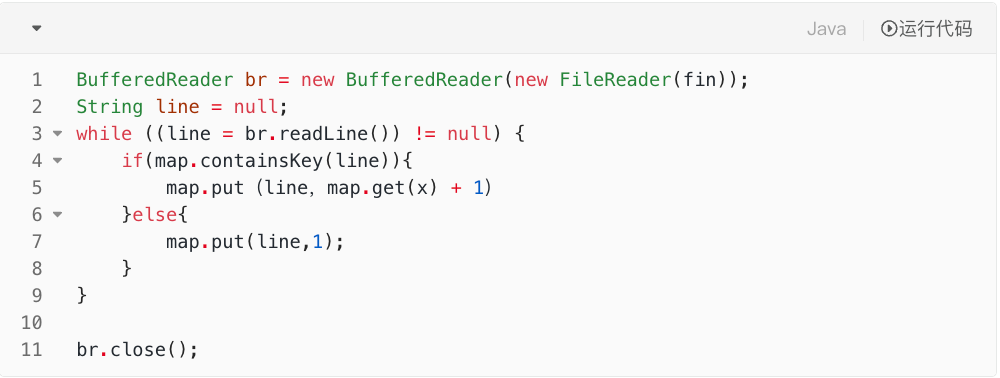 Java 运行代码
1 BufferedReader br = new BufferedReader(new FileReader(fin));
2 String line = null;
3 while ((line = br.readLine()) != null) {
4     if(map.containsKey(line)){
5         map.put（line，map.get(x) + 1）
6     }else{
7         map.put(line,1);
8     }
9 }
10
11 br.close();